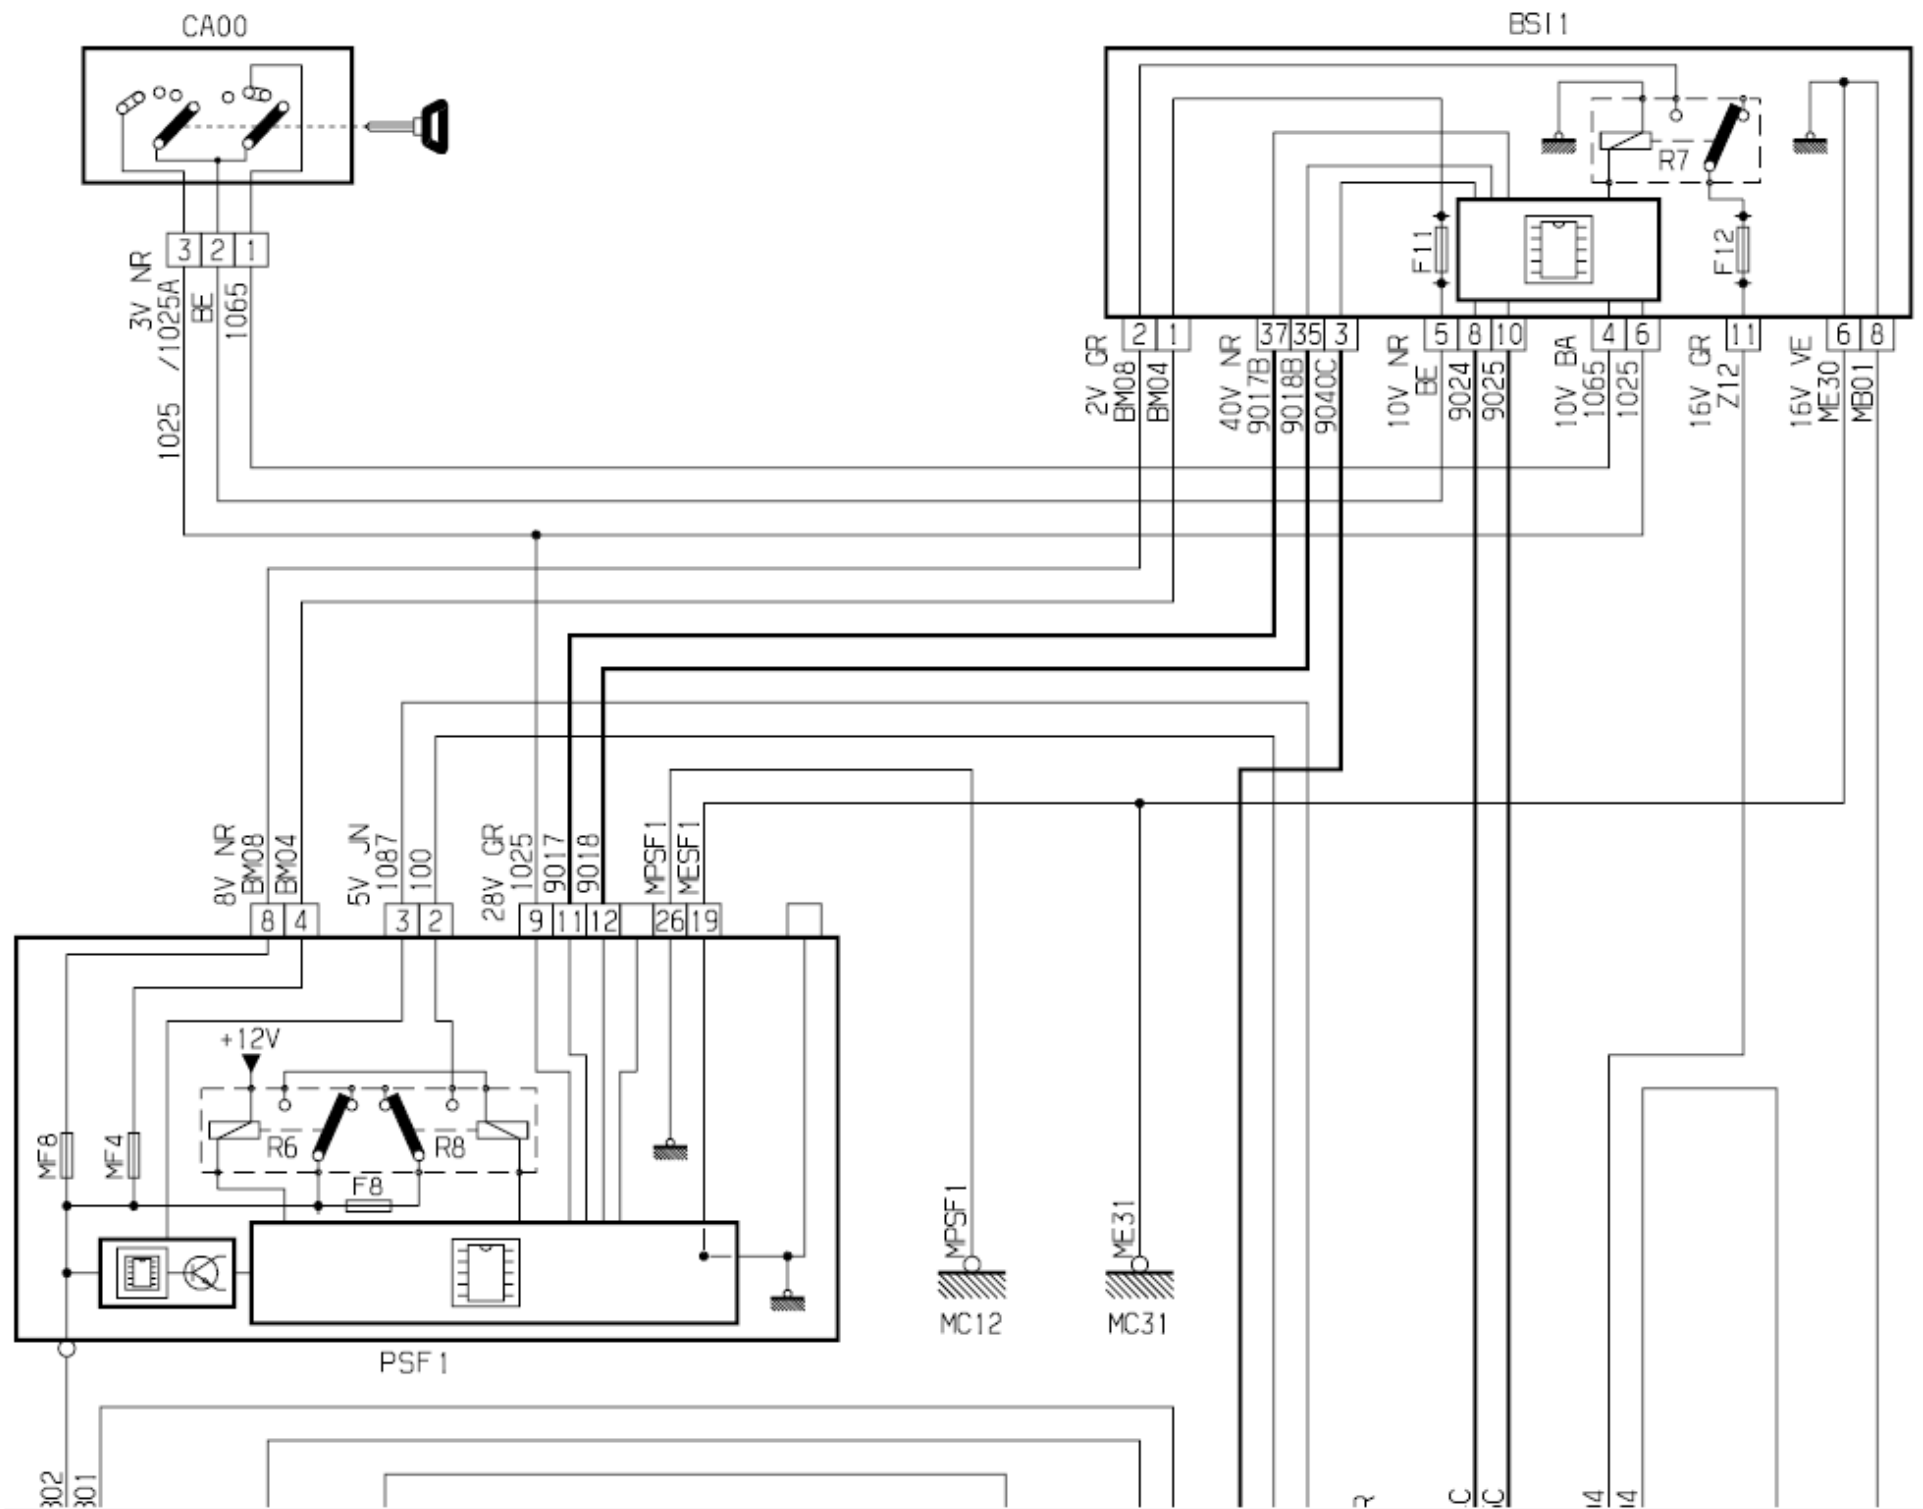 CA00
BSI1
R7
F11
F12
3 2 1
3V NR
1025 /1025A
BE
1065
2 1
37 35 3
5 8 10
4 6
11
6 8
2V GR
BM08
BM04
40V NR
9017B
9018B
9040C
10V NR
BE
9024
9025
10V BA
1065
1025
16V GR
Z12
16V VE
ME30
MB01
8V NR
BM08
BM04
5V JN
1087
100
28V GR
1025
9017
9018
MPSF1
MESF1
8 4
3 2
9 11 12
26 19
+12V
MF8
MF4
R6
R8
F8
MPSF1
ME31
MC12
MC31
PSF1